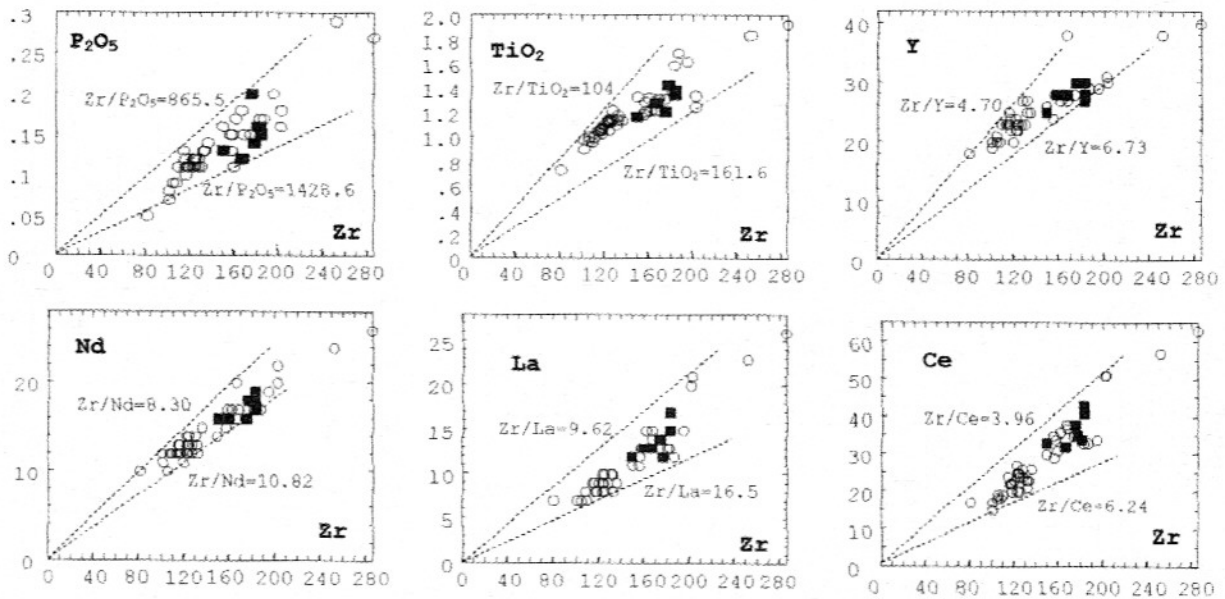 .3
.25
.2
.15
.1
.05
0
P₂O₅
Zr/P₂O₅=865.5
Zr/P₂O₅=1428.6
Zr
0 40 80 120 160 200 240 280
2.0
1.8
1.6
1.4
1.2
1.0
.8
.6
.4
.2
0
TiO₂
Zr/TiO₂=104
Zr/TiO₂=161.6
Zr
0 40 80 120 160 200 240 280
40
30
20
10
0
Y
Zr/Y=4.70
Zr/Y=6.73
Zr
0 40 80 120 160 200 240 280
20
10
0
Nd
Zr/Nd=8.30
Zr/Nd=10.82
Zr
0 40 80 120 160 200 240 280
25
20
15
10
5
0
La
Zr/La=9.62
Zr/La=16.5
Zr
0 40 80 120 160 200 240 280
60
50
40
30
20
10
0
Ce
Zr/Ce=3.96
Zr/Ce=6.24
Zr
0 40 80 120 160 200 240 280